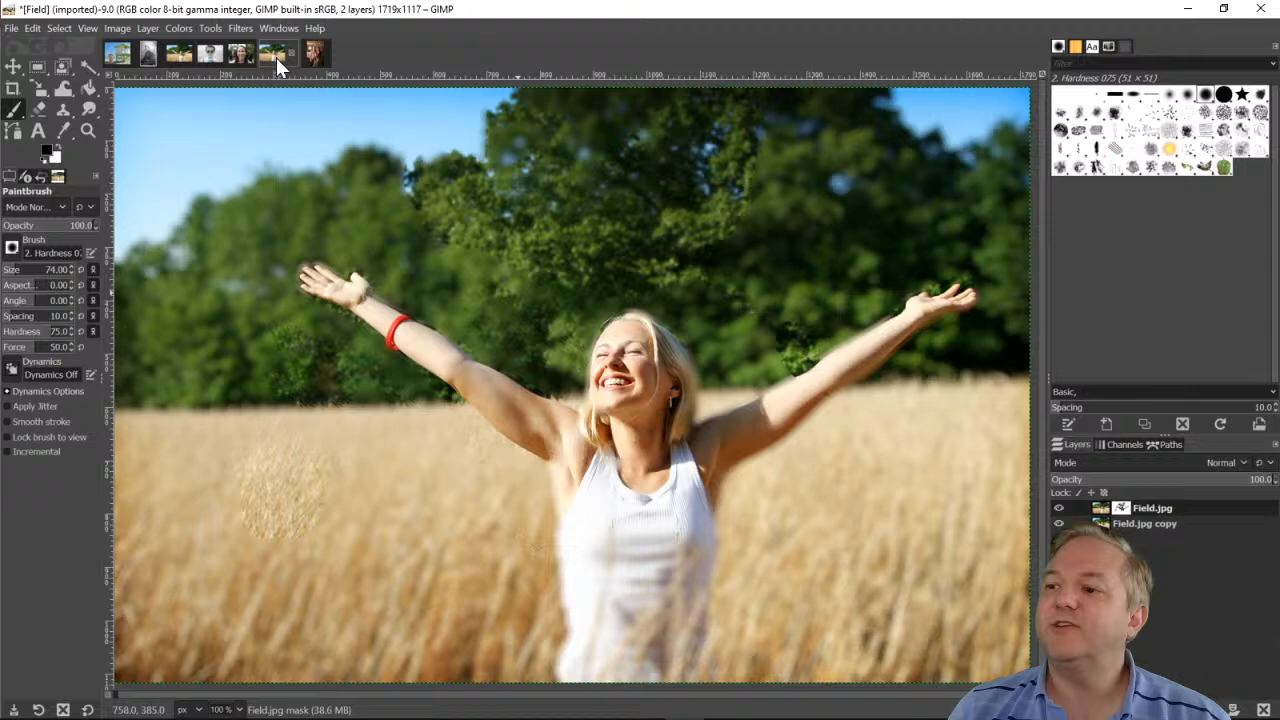 *[Field] (imported)-9.0 (RGB color 8-bit gamma integer, GIMP built-in sRGB, 2 layers) 1719x1117 – GIMP
File Edit Select View Image Layer Colors Tools Filters Windows Help
filter
2. Hardness 075 (51 × 51)
Paintbrush
Mode Nor...
Opacity 100.0
Brush
2. Hardness 0
Size 74.00
Aspect... 0.00
Angle 0.00
Spacing 10.0
Hardness 75.0
Force 50.0
Dynamics
Dynamics Off
Dynamics Options
Apply Jitter
Smooth stroke
Lock brush to view
Incremental
Basic,
Spacing 10.0
Layers Channels Paths
Mode Normal
Opacity 100.0
Lock:
Field.jpg
Field.jpg copy
758.0, 385.0 px 100 % Field.jpg mask (38.6 MB)